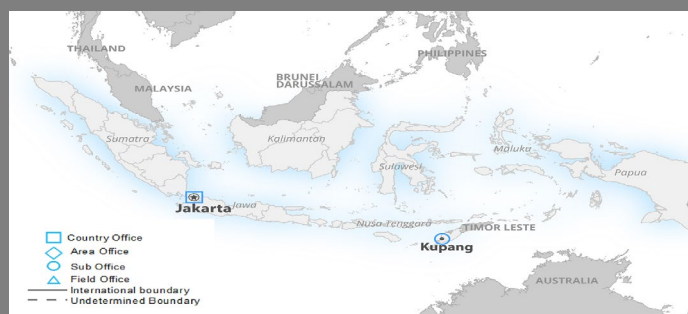 THAILAND
PHILIPPINES
BRUNEI
DARUSSALAM
MALAYSIA
Sumatra
Kalimantan
Maluka
Sulawesi
Papua
Jakarta
Jawa
Nusa Tenggara
TIMOR LESTE
Kupang
AUSTRALIA
Country Office
Area Office
Sub Office
Field Office
International boundary
Undetermined Boundary